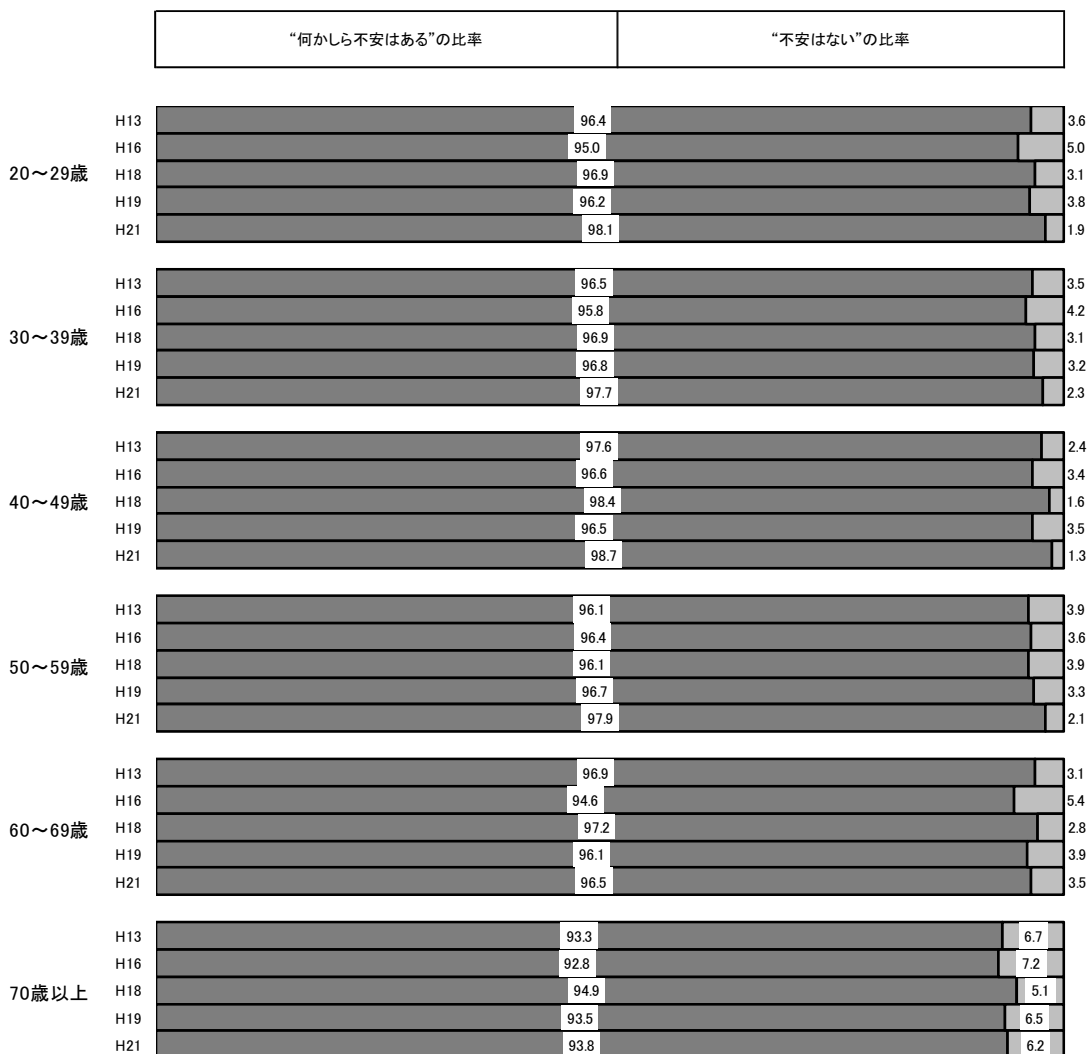 “何かしら不安はある”の比率 “不安はない”の比率
H13 96.4 3.6
H16 95.0 5.0
20～29歳 H18 96.9 3.1
H19 96.2 3.8
H21 98.1 1.9
H13 96.5 3.5
H16 95.8 4.2
30～39歳 H18 96.9 3.1
H19 96.8 3.2
H21 97.7 2.3
H13 97.6 2.4
H16 96.6 3.4
40～49歳 H18 98.4 1.6
H19 96.5 3.5
H21 98.7 1.3
H13 96.1 3.9
H16 96.4 3.6
50～59歳 H18 96.1 3.9
H19 96.7 3.3
H21 97.9 2.1
H13 96.9 3.1
H16 94.6 5.4
60～69歳 H18 97.2 2.8
H19 96.1 3.9
H21 96.5 3.5
H13 93.3 6.7
H16 92.8 7.2
70歳以上 H18 94.9 5.1
H19 93.5 6.5
H21 93.8 6.2